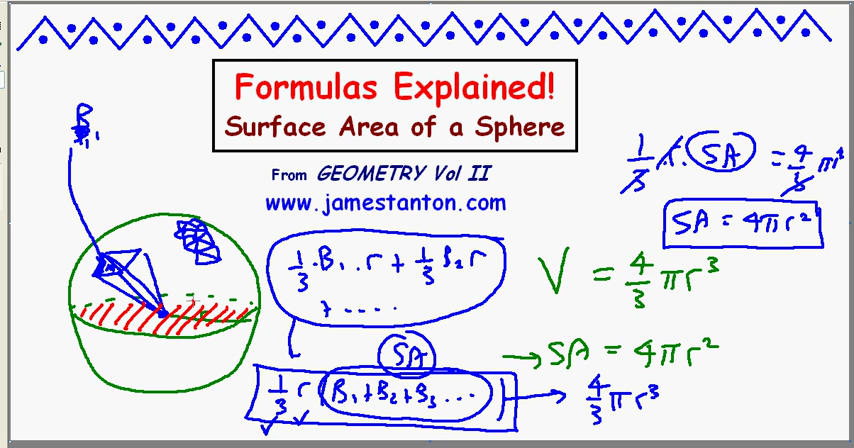 Formulas Explained!
Surface Area of a Sphere
From GEOMETRY Vol II
www.jamestanton.com
B₁
1/3 · B₁ · r + 1/3 B₂ r
+ ....
SA
1/3 r (B₁ + B₂ + B₃ ...) → 4/3 πr³
V = 4/3 πr³
→ SA = 4πr²
1/3 r · SA = 4/3 πr³
SA = 4πr²